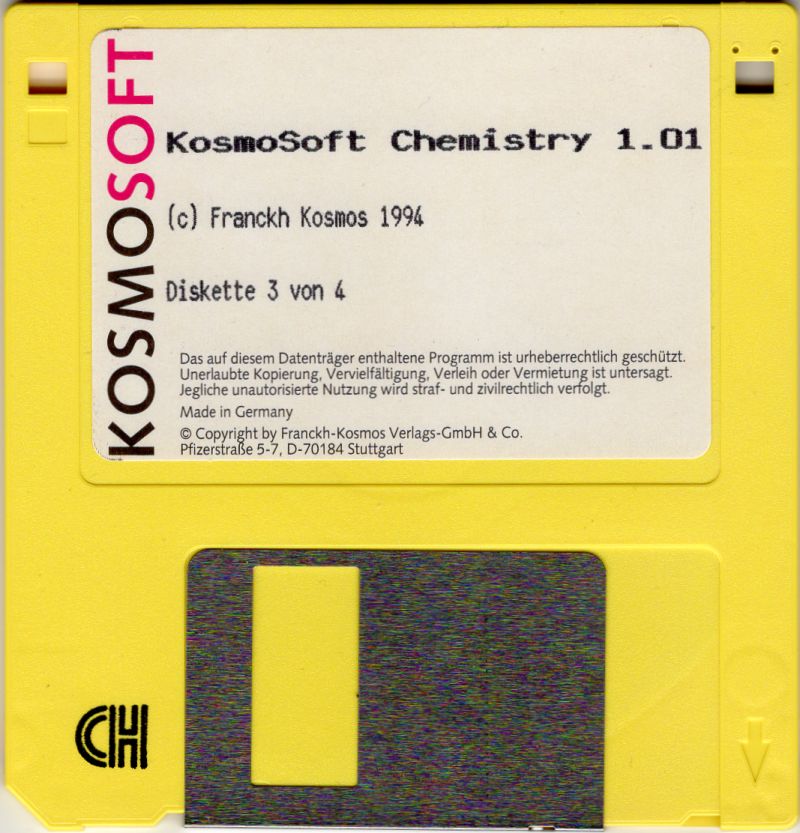 KOSMOSOFT
KosmoSoft Chemistry 1.01
(c) Franckh Kosmos 1994
Diskette 3 von 4
Das auf diesem Datenträger enthaltene Programm ist urheberrechtlich geschützt.
Unerlaubte Kopierung, Vervielfältigung, Verleih oder Vermietung ist untersagt.
Jegliche unautorisierte Nutzung wird straf- und zivilrechtlich verfolgt.
Made in Germany
© Copyright by Franckh-Kosmos Verlags-GmbH & Co.
Pfizerstraße 5-7, D-70184 Stuttgart
CH